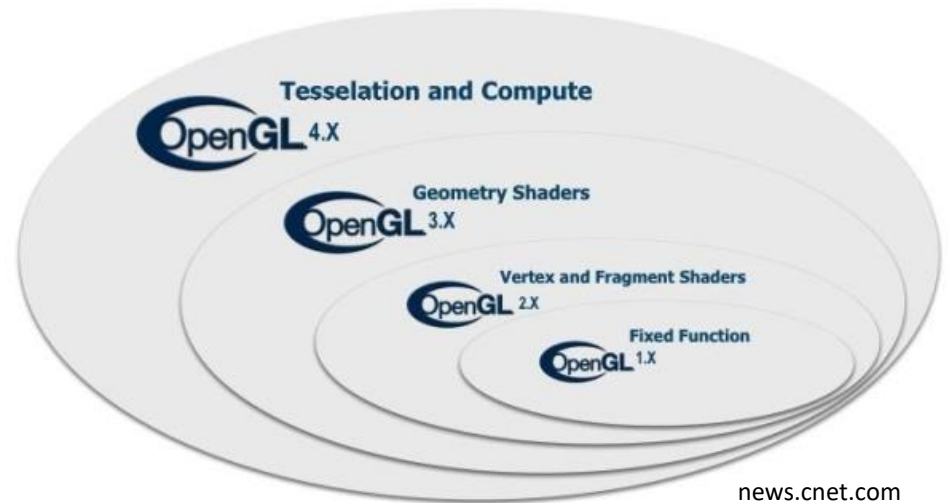 Tesselation and Compute
OpenGL 4.X
Geometry Shaders
OpenGL 3.X
Vertex and Fragment Shaders
OpenGL 2.X
Fixed Function
OpenGL 1.X
news.cnet.com